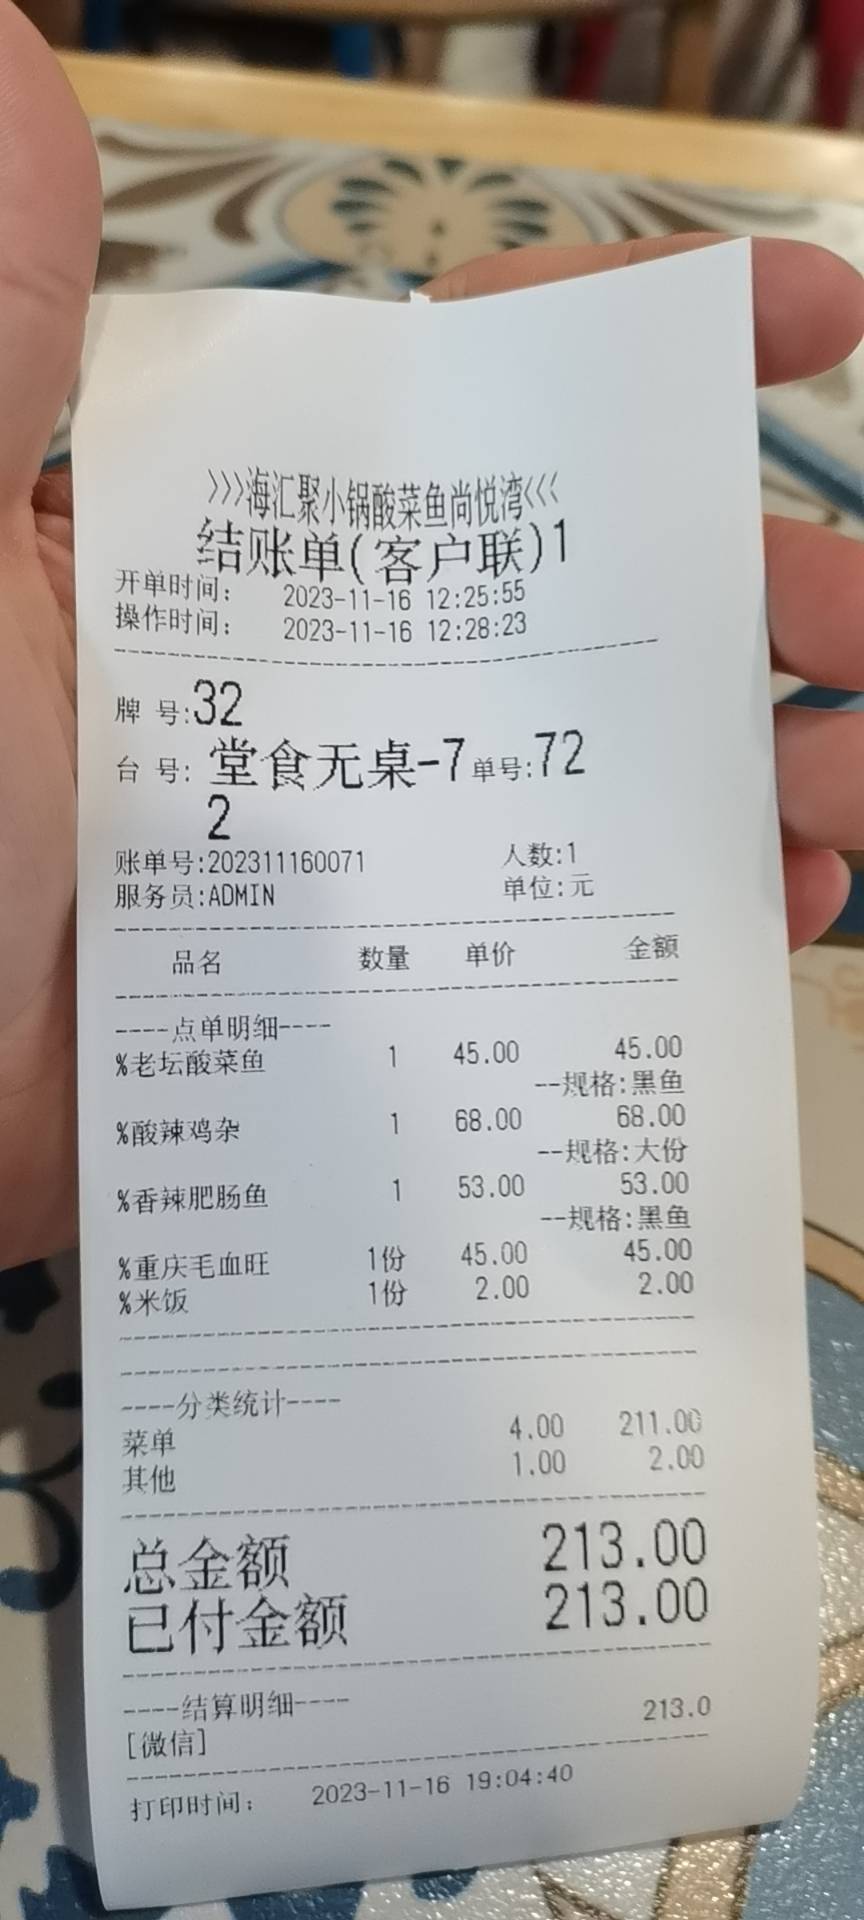 >>>海汇聚小锅酸菜鱼尚悦湾<<<
结账单(客户联)1
开单时间: 2023-11-16 12:25:55
操作时间: 2023-11-16 12:28:23
牌 号:32
台 号: 堂食无桌-7 单号:72
2
账单号:202311160071 人数:1
服务员:ADMIN 单位:元
品名 数量 单价 金额
----点单明细----
%老坛酸菜鱼 1 45.00 45.00
--规格:黑鱼
%酸辣鸡杂 1 68.00 68.00
--规格:大份
%香辣肥肠鱼 1 53.00 53.00
--规格:黑鱼
%重庆毛血旺 1份 45.00 45.00
%米饭 1份 2.00 2.00
----分类统计----
菜单 4.00 211.00
其他 1.00 2.00
总金额 213.00
已付金额 213.00
----结算明细----
[微信] 213.0
打印时间: 2023-11-16 19:04:40